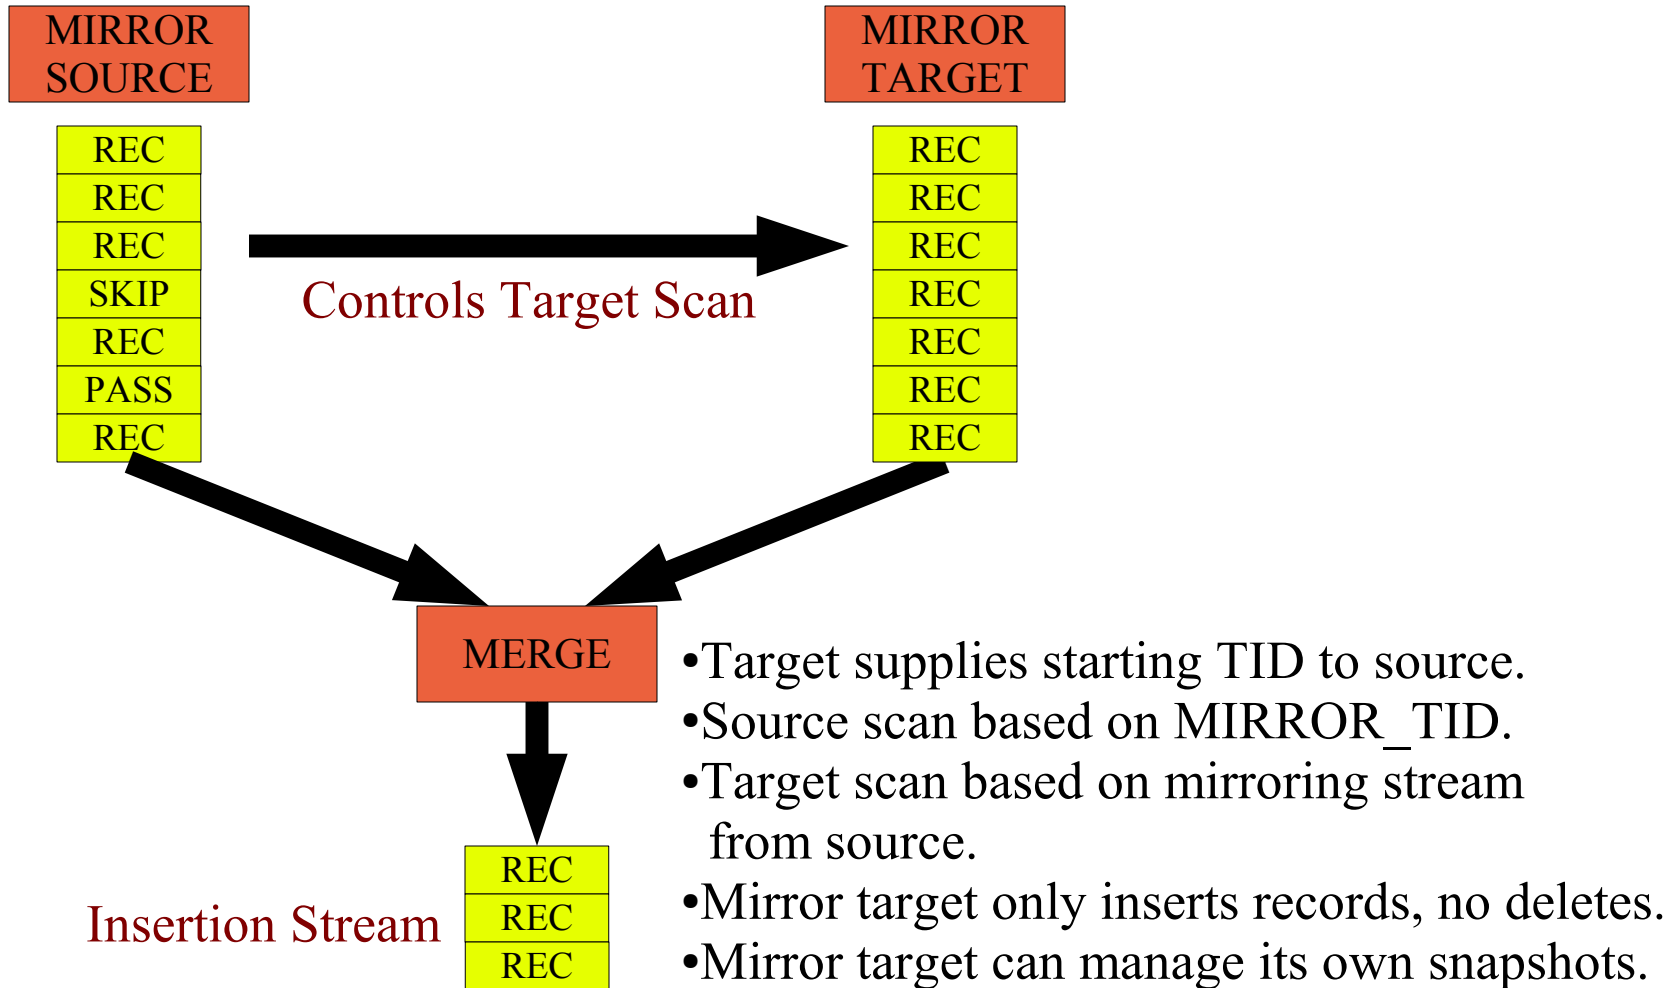 MIRROR
SOURCE
MIRROR
TARGET
REC
REC
REC
SKIP
REC
PASS
REC
Controls Target Scan
REC
REC
REC
REC
REC
REC
REC
MERGE
•Target supplies starting TID to source.
•Source scan based on MIRROR_TID.
•Target scan based on mirroring stream
from source.
•Mirror target only inserts records, no deletes.
•Mirror target can manage its own snapshots.
Insertion Stream
REC
REC
REC